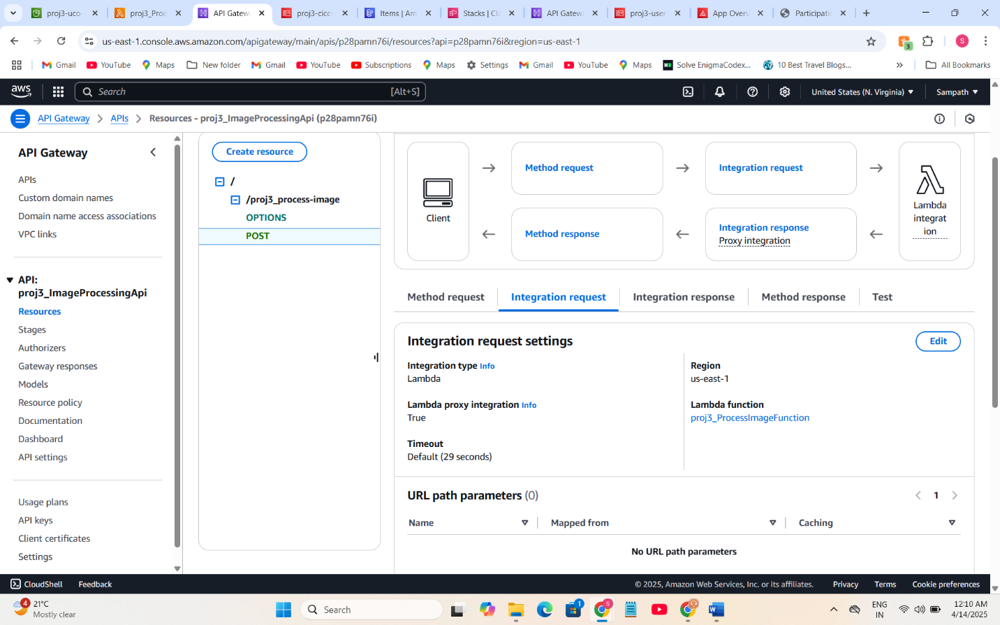 proj3-uco-
proj3_Proc
API Gatew
proj3-cicc-
Items | Am
Stacks | Clo
API Gatew
proj3-user
App Over
Participatic
us-east-1.console.aws.amazon.com/apigateway/main/apis/p28pamn76i/resources?api=p28pamn76i&region=us-east-1
3
S
Gmail
YouTube
Maps
New folder
Gmail
YouTube
Subscriptions
Maps
Settings
Gmail
YouTube
Maps
Solve EnigmaCodex...
10 Best Travel Blogs...
All Bookmarks
aws
Search
[Alt+S]
United States (N. Virginia)
Sampath
API Gateway
APIs
Resources - proj3_ImageProcessingApi (p28pamn76i)
API Gateway
APIs
Custom domain names
Domain name access associations
VPC links
API:
proj3_ImageProcessingApi
Resources
Stages
Authorizers
Gateway responses
Models
Resource policy
Documentation
Dashboard
API settings
Usage plans
API keys
Client certificates
Settings
Create resource
/
/proj3_process-image
OPTIONS
POST
Client
Method request
Integration request
Method response
Integration response
Proxy integration
Lambda
integrat
ion
Method request
Integration request
Integration response
Method response
Test
Integration request settings
Edit
Integration type Info
Lambda
Region
us-east-1
Lambda proxy integration Info
True
Lambda function
proj3_ProcessImageFunction
Timeout
Default (29 seconds)
URL path parameters (0)
1
Name
Mapped from
Caching
No URL path parameters
CloudShell
Feedback
© 2025, Amazon Web Services, Inc. or its affiliates.
Privacy
Terms
Cookie preferences
4
21°C
Mostly clear
Search
1
S
ENG
IN
12:10 AM
4/14/2025